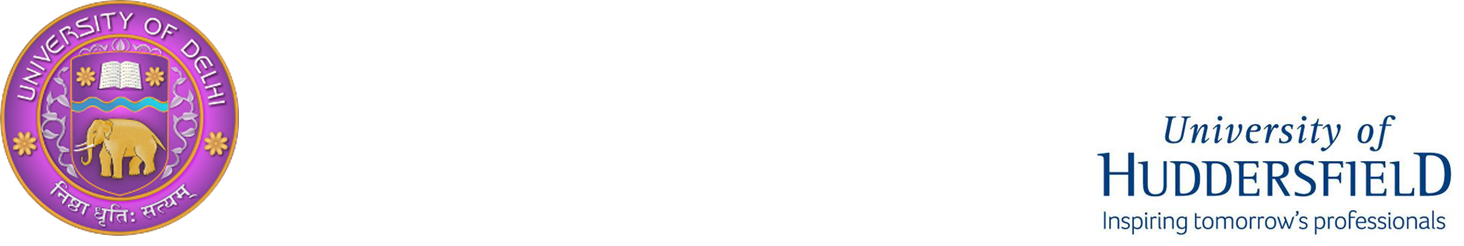 UNIVERSITY OF DELHI
निष्ठा धृति: सत्यम्
University of
HUDDERSFIELD
Inspiring tomorrow's professionals